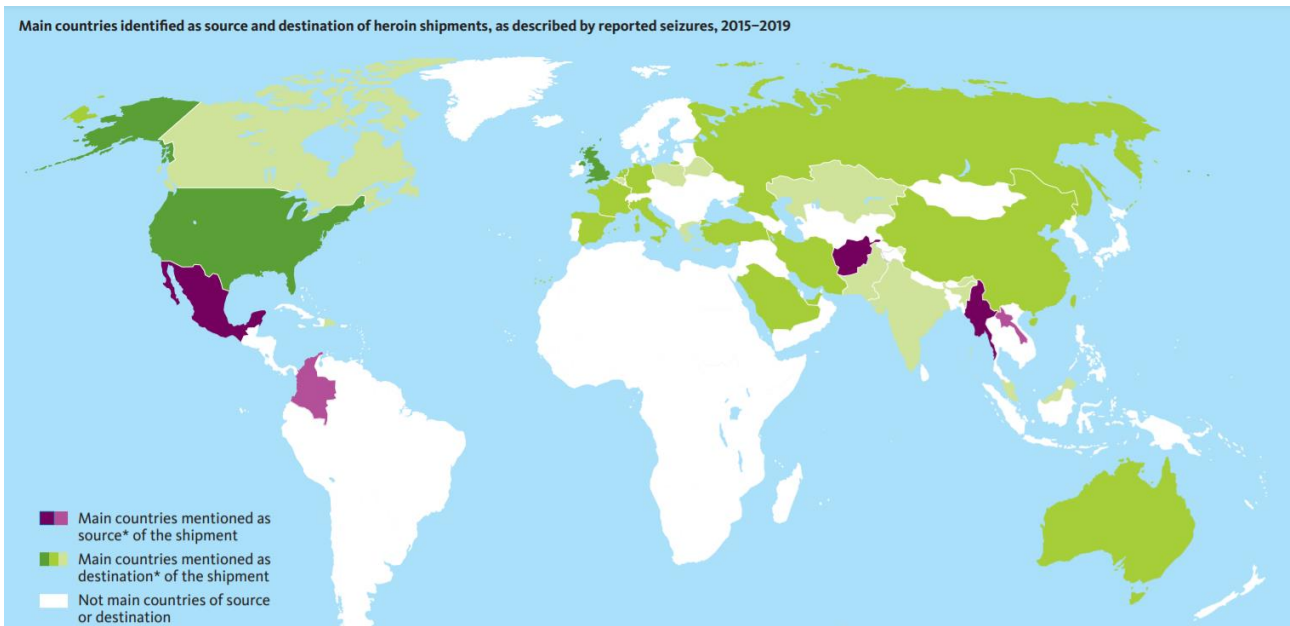 Main countries identified as source and destination of heroin shipments, as described by reported seizures, 2015–2019
Main countries mentioned as
source* of the shipment
Main countries mentioned as
destination* of the shipment
Not main countries of source
or destination